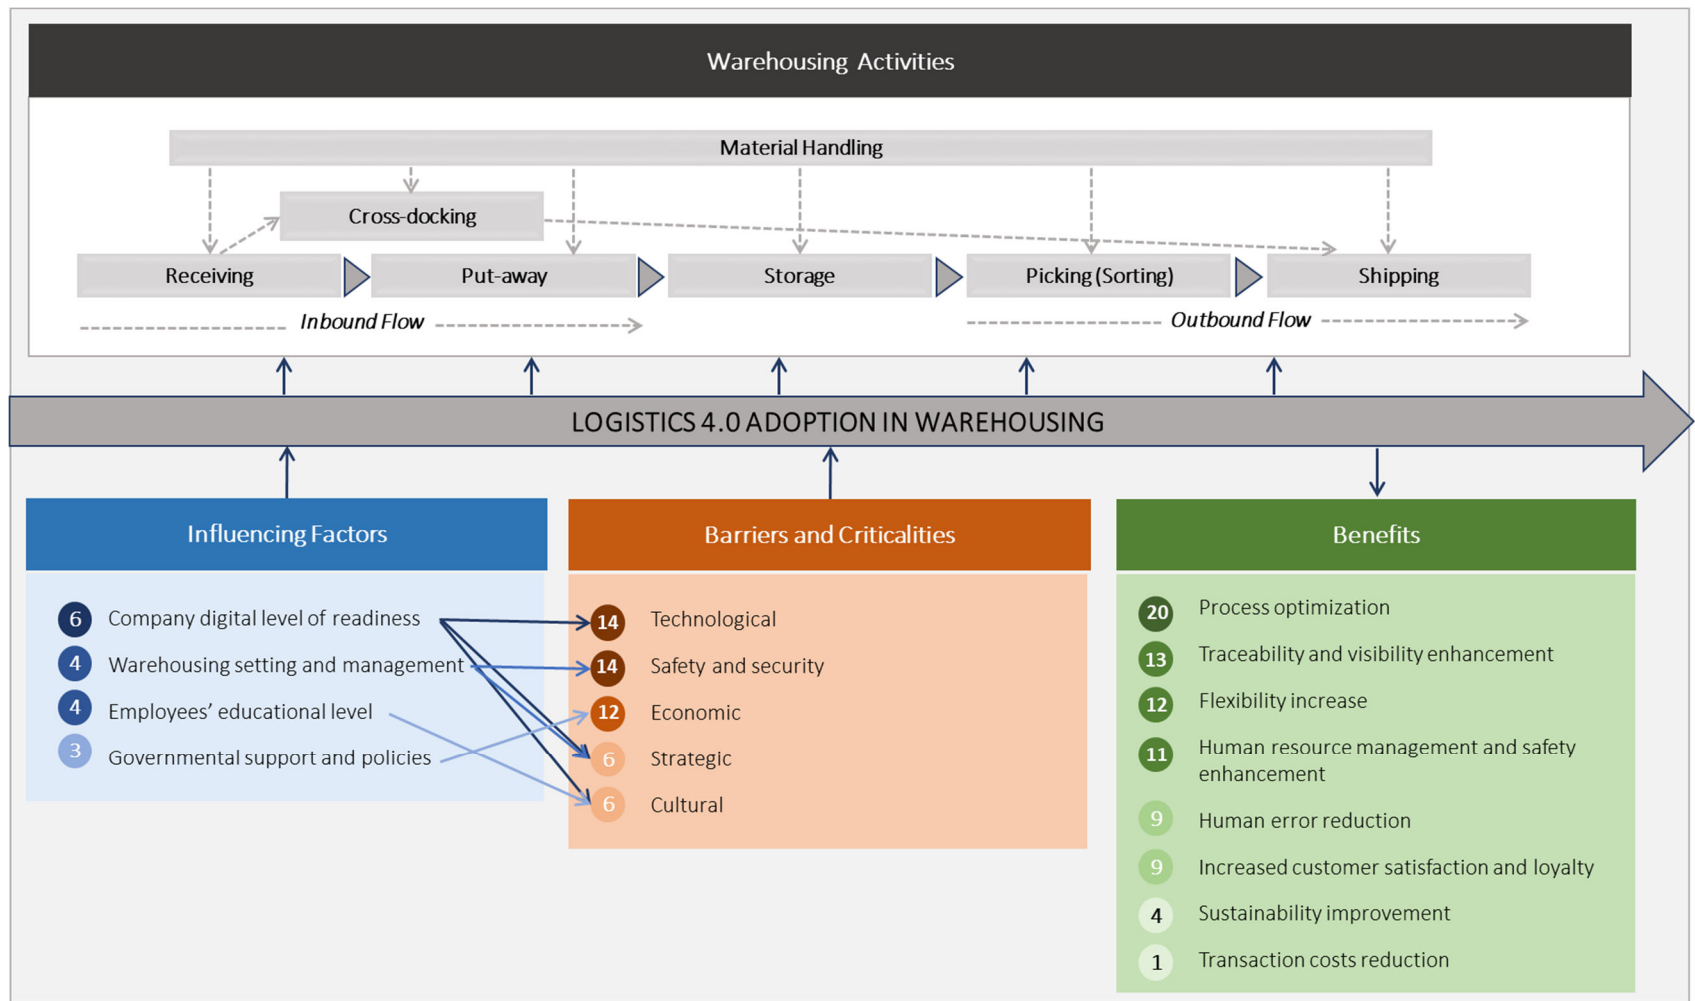 Warehousing Activities
Material Handling
Cross-docking
Receiving
Put-away
Storage
Picking (Sorting)
Shipping
Inbound Flow
Outbound Flow
LOGISTICS 4.0 ADOPTION IN WAREHOUSING
Influencing Factors
6 Company digital level of readiness
4 Warehousing setting and management
4 Employees’ educational level
3 Governmental support and policies
Barriers and Criticalities
14 Technological
14 Safety and security
12 Economic
6 Strategic
6 Cultural
Benefits
20 Process optimization
13 Traceability and visibility enhancement
12 Flexibility increase
11 Human resource management and safety
enhancement
9 Human error reduction
9 Increased customer satisfaction and loyalty
4 Sustainability improvement
1 Transaction costs reduction